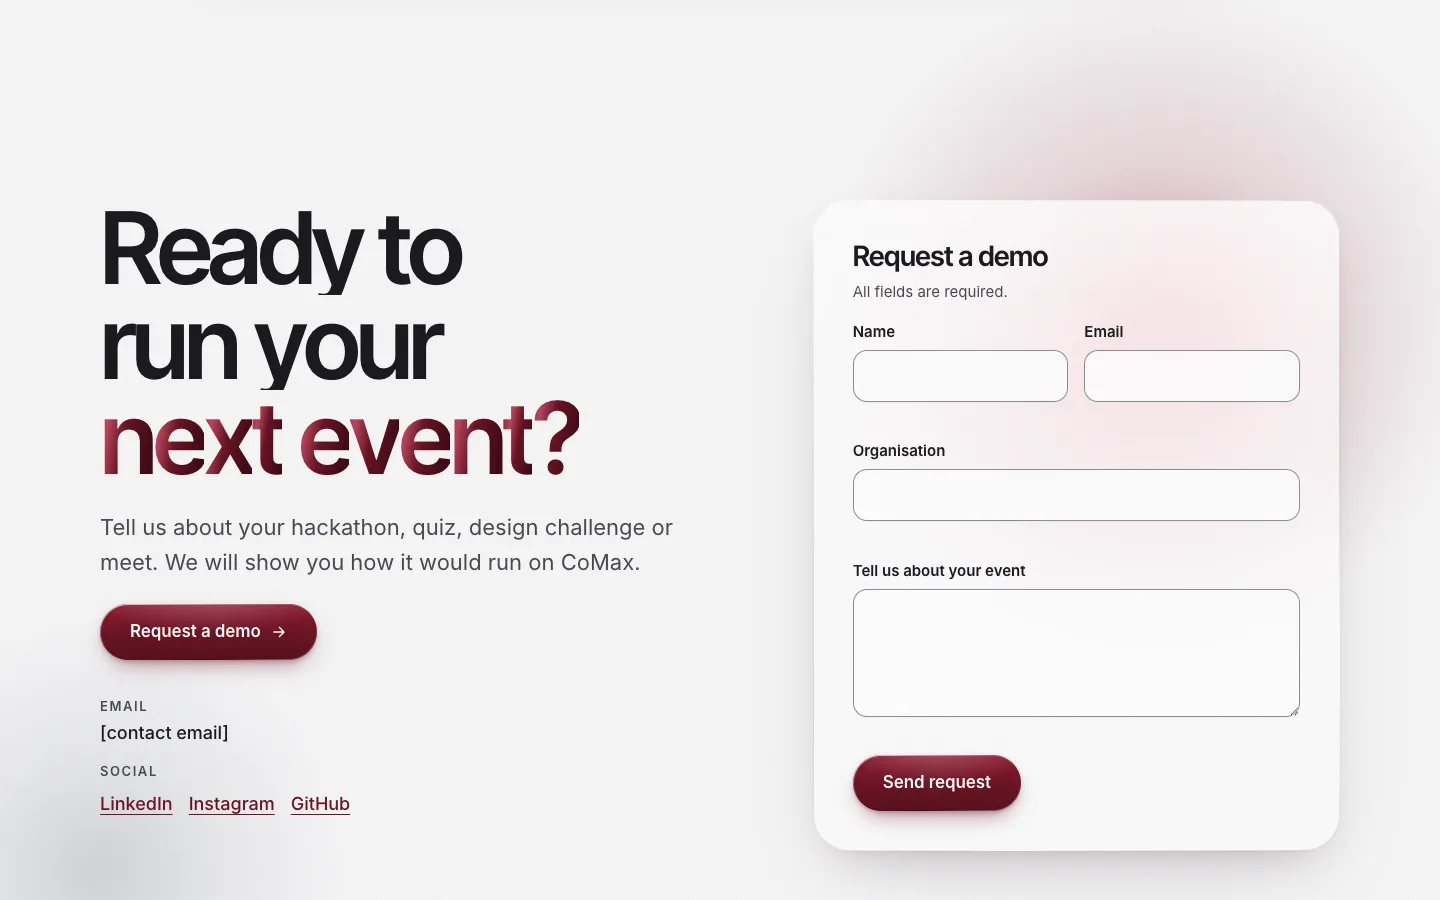 Ready to
run your
next event?
Tell us about your hackathon, quiz, design challenge or
meet. We will show you how it would run on CoMax.
Request a demo →
EMAIL
[contact email]
SOCIAL
LinkedIn Instagram GitHub
Request a demo
All fields are required.
Name Email
Organisation
Tell us about your event
Send request